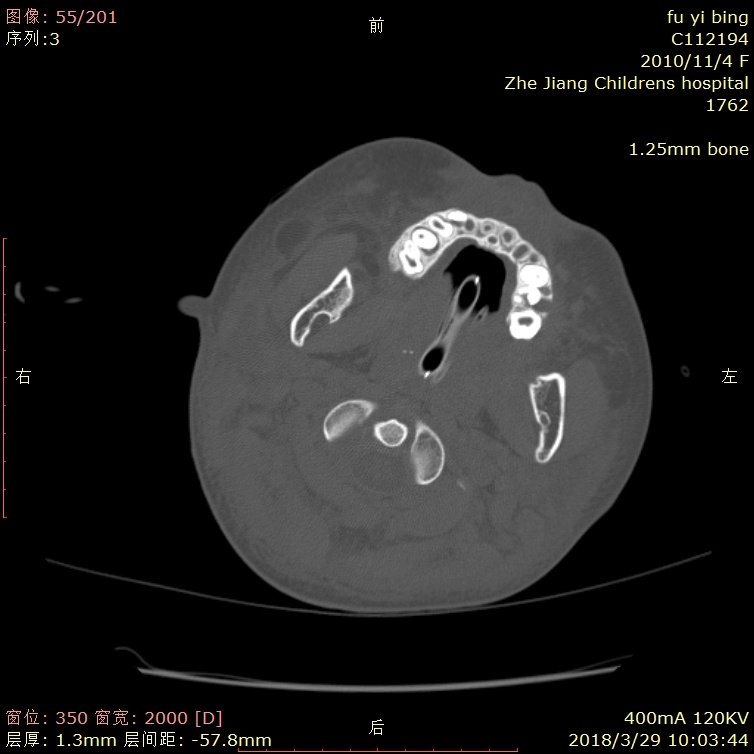 图像: 55/201
序列:3
前
fu yi bing
C112194
2010/11/4 F
Zhe Jiang Childrens hospital
1762
1.25mm bone
右
左
窗位: 350 窗宽: 2000 [D]
层厚: 1.3mm 层间距: -57.8mm
后
400mA 120KV
2018/3/29 10:03:44